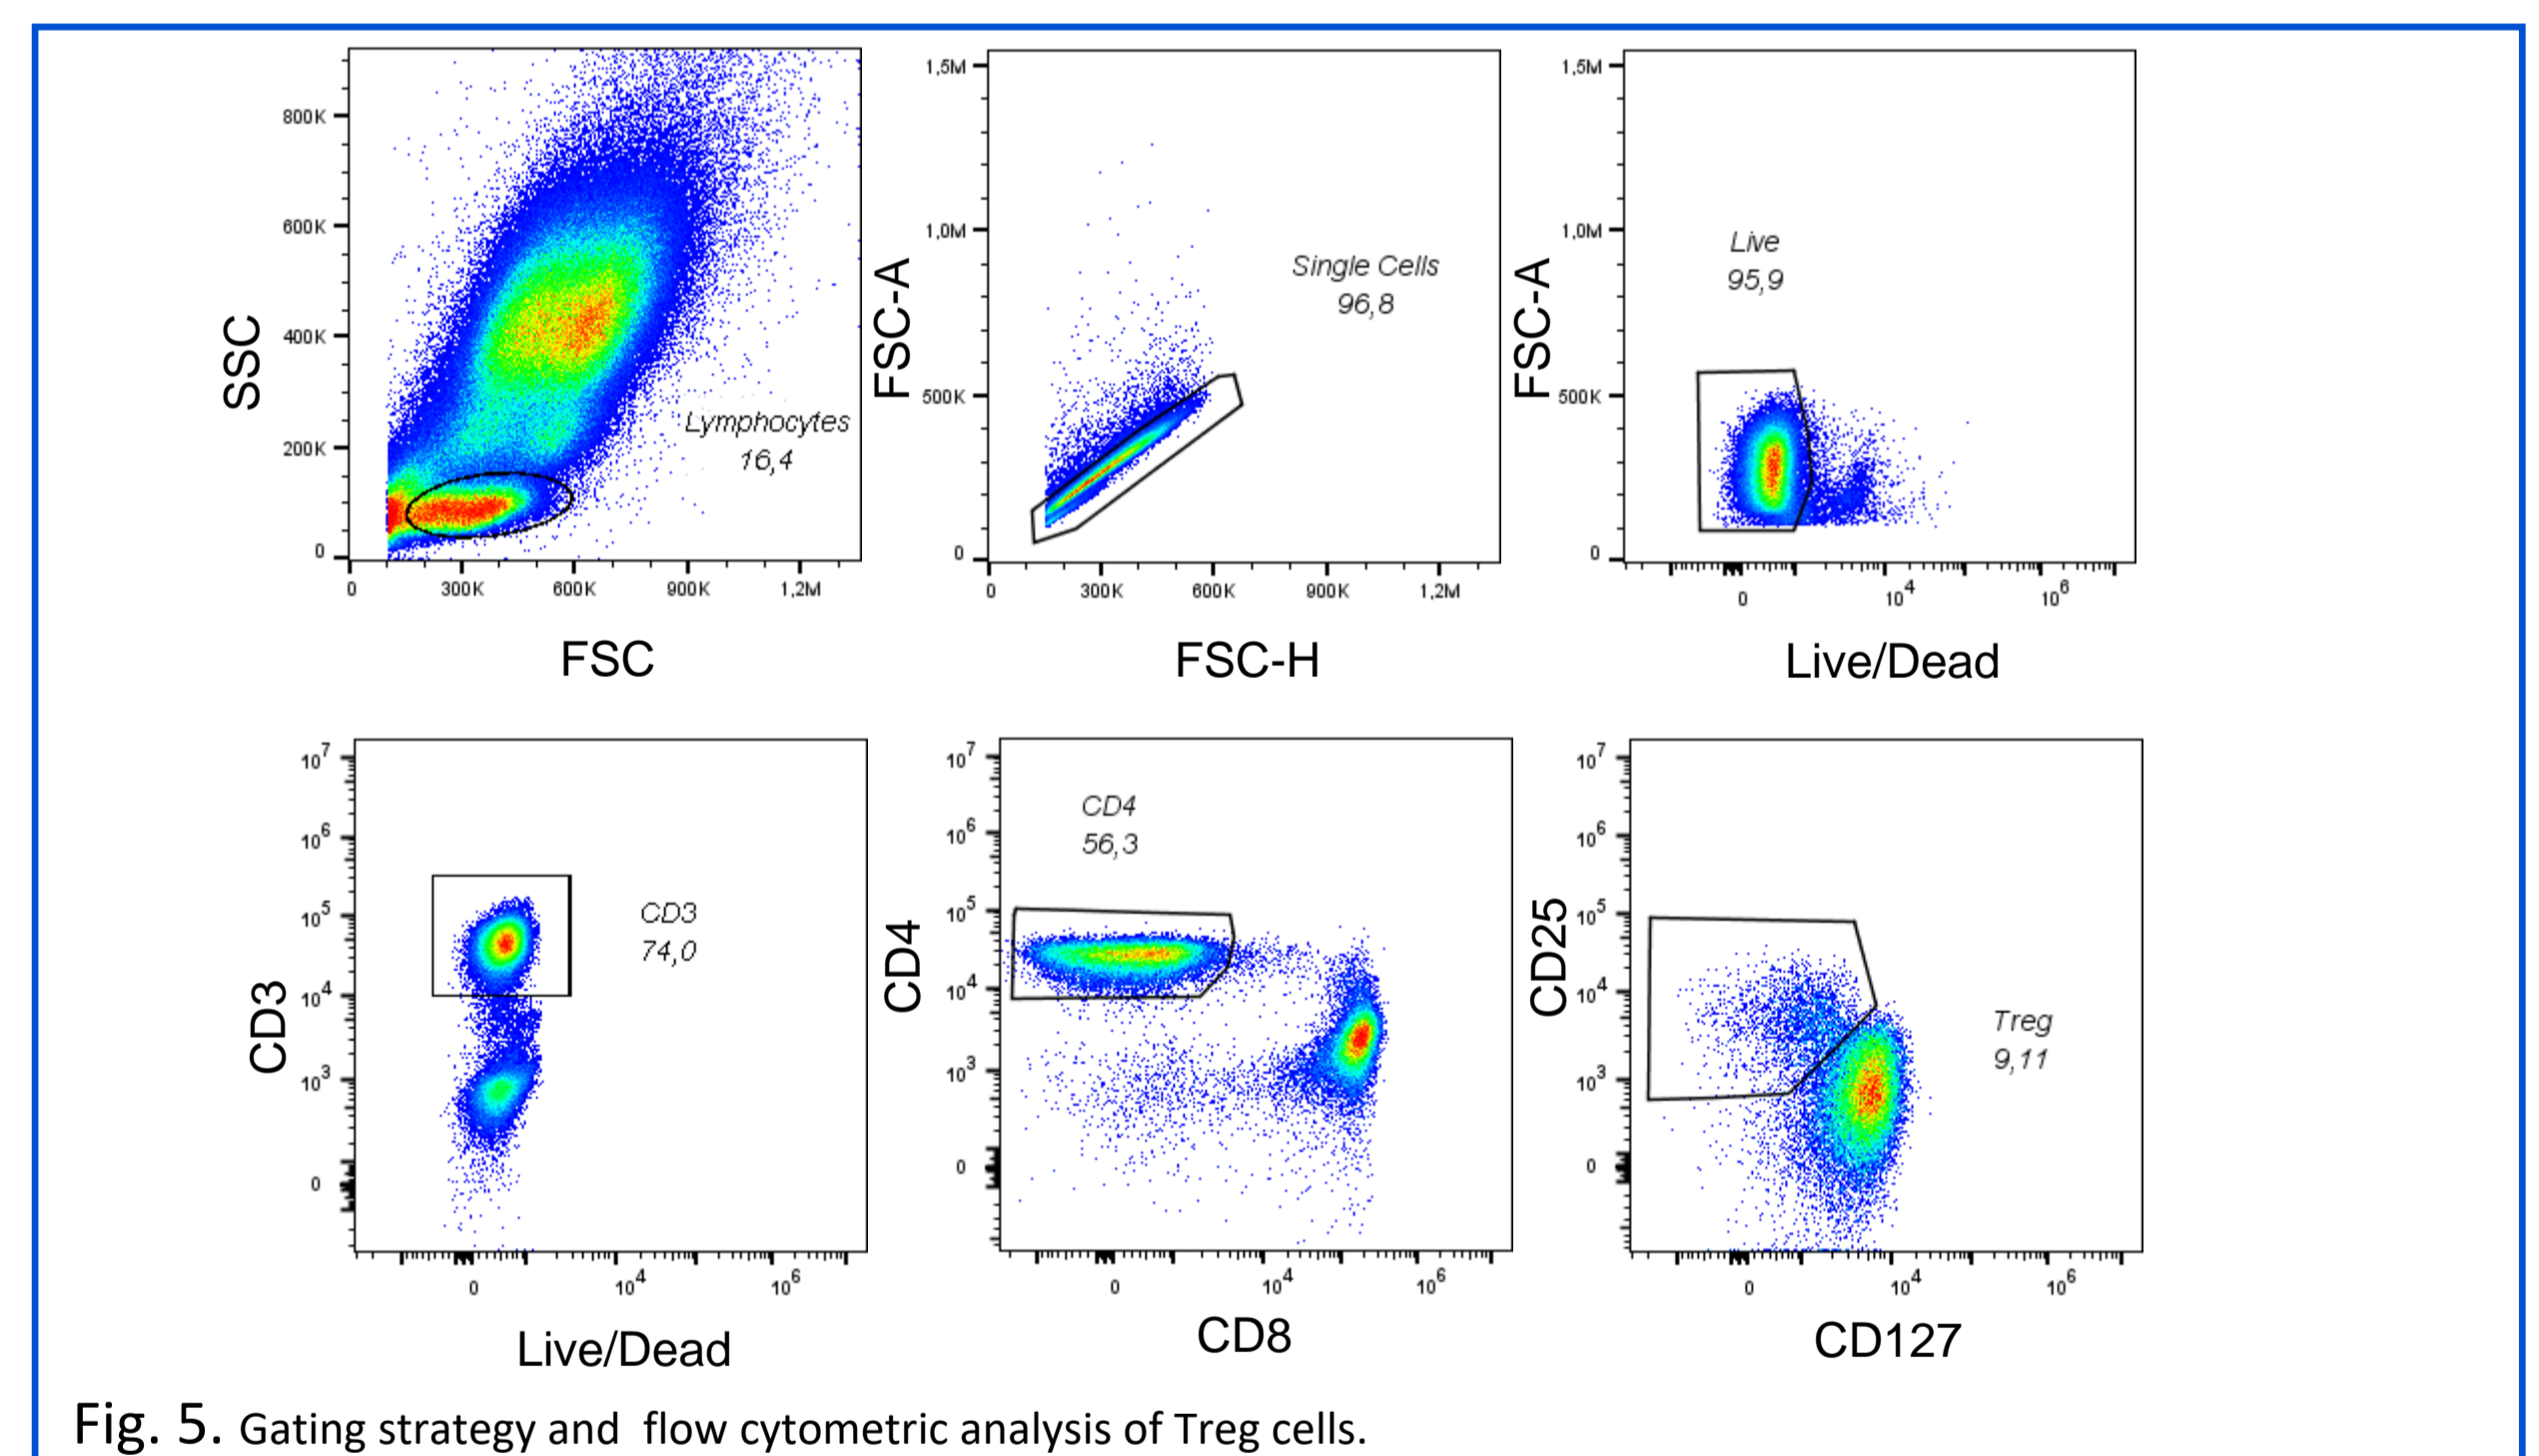 SSC
800K
600K
400K
200K
0
Lymphocytes
16,4
0
300K
600K
900K
1,2M
FSC
FSC-A
1,5M
1,0M
500K
0
Single Cells
96,8
0
300K
600K
900K
1,2M
FSC-H
FSC-A
1,5M
1,0M
500K
0
Live
95,9
0
10^4
10^6
Live/Dead
CD3
10^7
10^6
10^5
10^4
10^3
0
CD3
74,0
0
10^4
10^6
Live/Dead
CD4
10^7
10^6
10^5
10^4
10^3
0
CD4
56,3
0
10^4
10^6
CD8
CD25
10^7
10^6
10^5
10^4
10^3
0
Treg
9,11
0
10^4
10^6
CD127
Fig. 5. Gating strategy and  flow cytometric analysis of Treg cells.